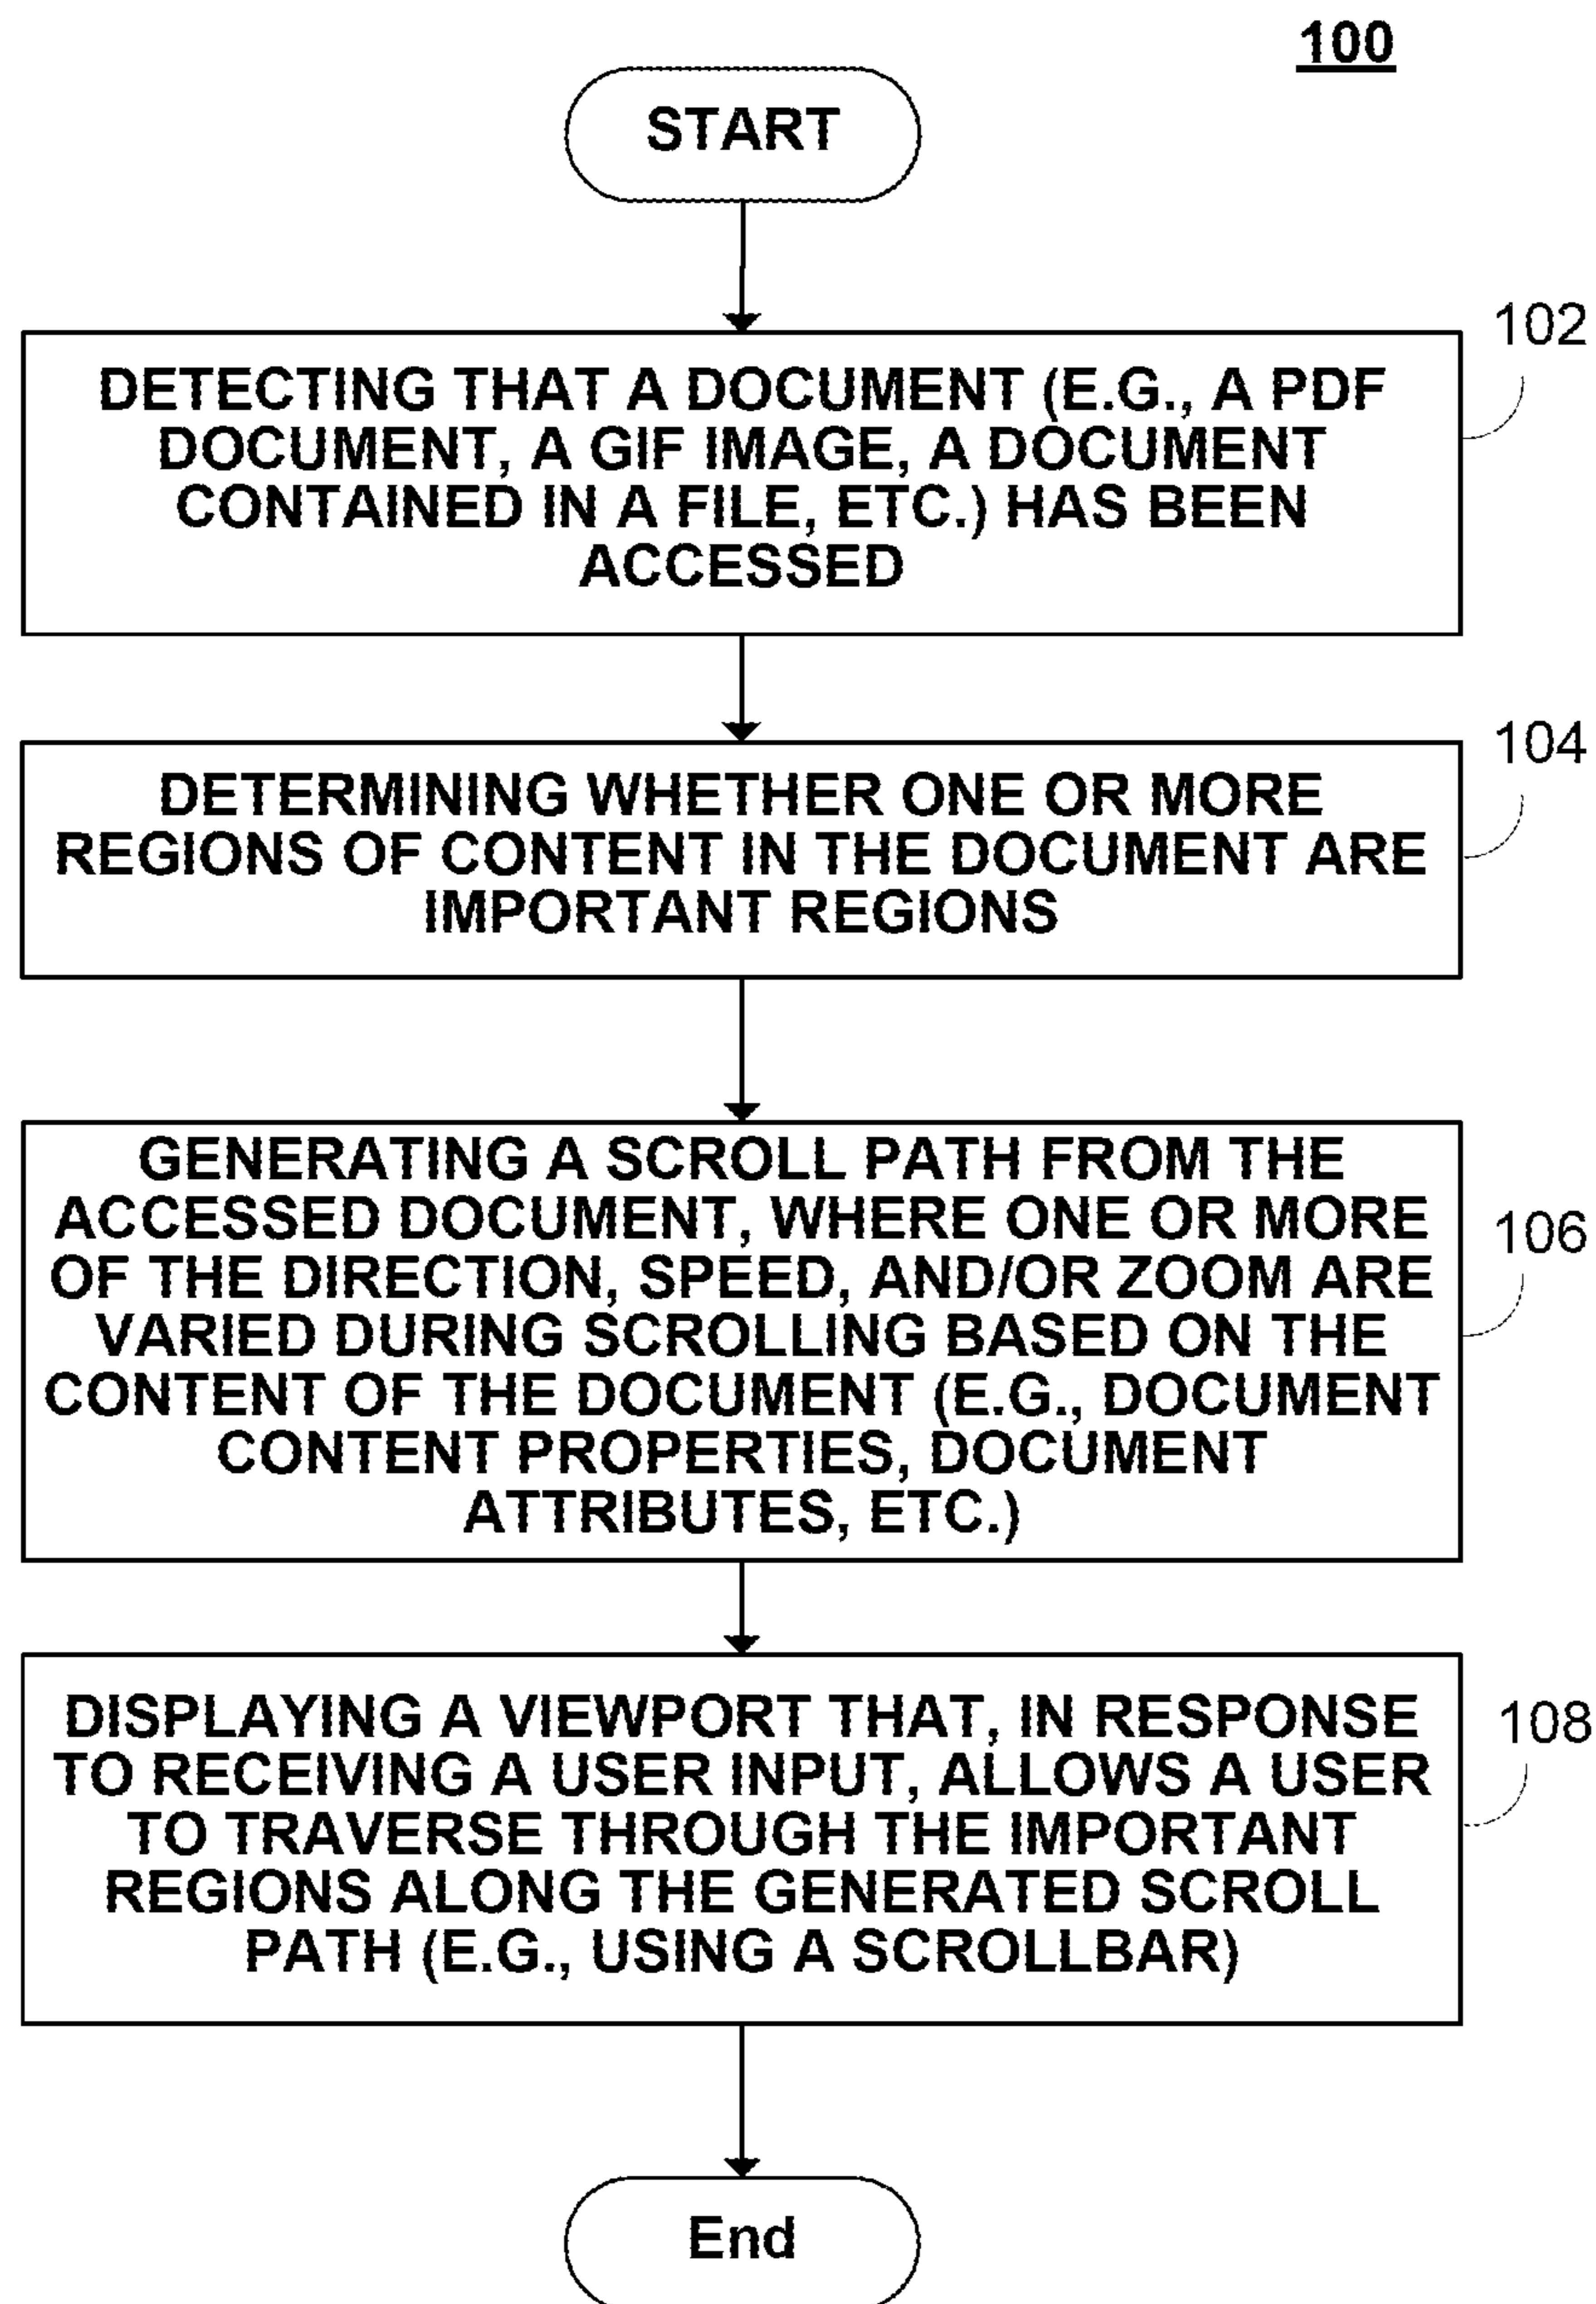 100
START
102
DETECTING THAT A DOCUMENT (E.G., A PDF
DOCUMENT, A GIF IMAGE, A DOCUMENT
CONTAINED IN A FILE, ETC.) HAS BEEN
ACCESSED
104
DETERMINING WHETHER ONE OR MORE
REGIONS OF CONTENT IN THE DOCUMENT ARE
IMPORTANT REGIONS
106
GENERATING A SCROLL PATH FROM THE
ACCESSED DOCUMENT, WHERE ONE OR MORE
OF THE DIRECTION, SPEED, AND/OR ZOOM ARE
VARIED DURING SCROLLING BASED ON THE
CONTENT OF THE DOCUMENT (E.G., DOCUMENT
CONTENT PROPERTIES, DOCUMENT
ATTRIBUTES, ETC.)
108
DISPLAYING A VIEWPORT THAT, IN RESPONSE
TO RECEIVING A USER INPUT, ALLOWS A USER
TO TRAVERSE THROUGH THE IMPORTANT
REGIONS ALONG THE GENERATED SCROLL
PATH (E.G., USING A SCROLLBAR)
End